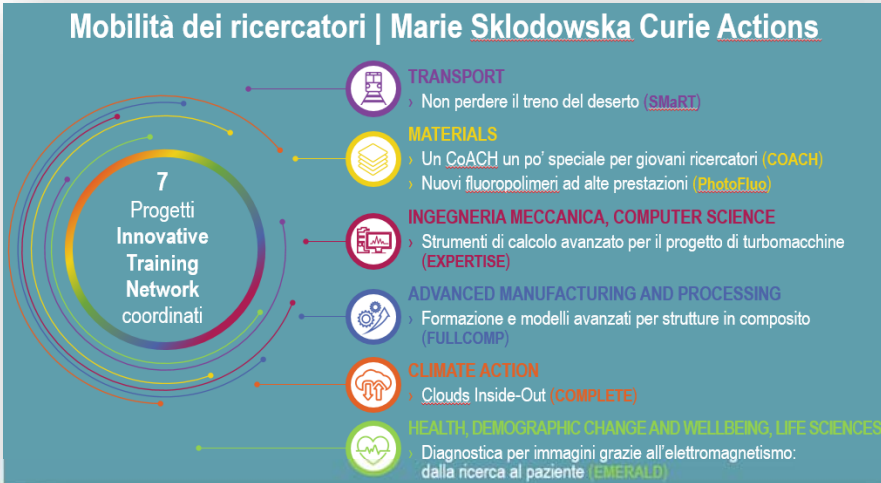 Mobilità dei ricercatori | Marie Sklodowska Curie Actions
7
Progetti
Innovative
Training
Network
coordinati
TRANSPORT
› Non perdere il treno del deserto (SMaRT)
MATERIALS
› Un CoACH un po' speciale per giovani ricercatori (COACH)
› Nuovi fluoropolimeri ad alte prestazioni (PhotoFluo)
INGEGNERIA MECCANICA, COMPUTER SCIENCE
› Strumenti di calcolo avanzato per il progetto di turbomacchine
(EXPERTISE)
ADVANCED MANUFACTURING AND PROCESSING
› Formazione e modelli avanzati per strutture in composito
(FULLCOMP)
CLIMATE ACTION
› Clouds Inside-Out (COMPLETE)
HEALTH, DEMOGRAPHIC CHANGE AND WELLBEING, LIFE SCIENCES
› Diagnostica per immagini grazie all'elettromagnetismo:
dalla ricerca al paziente (EMERALD)